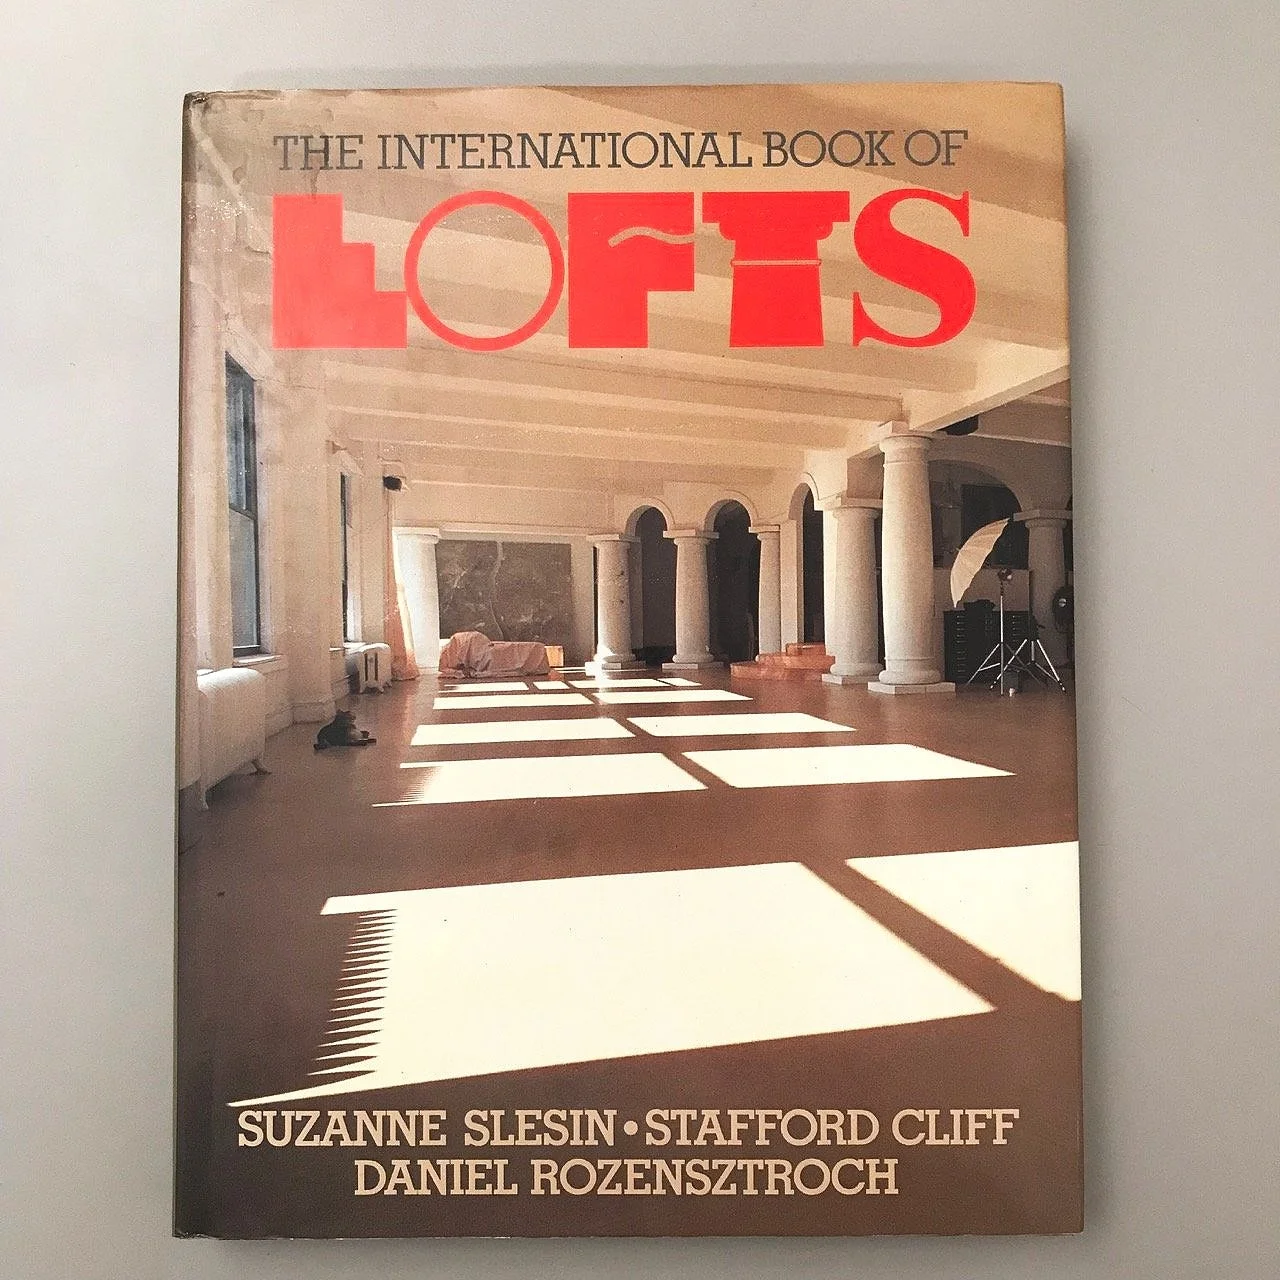 THE INTERNATIONAL BOOK OF
LOFTS
SUZANNE SLESIN • STAFFORD CLIFF
DANIEL ROZENSZTROCH